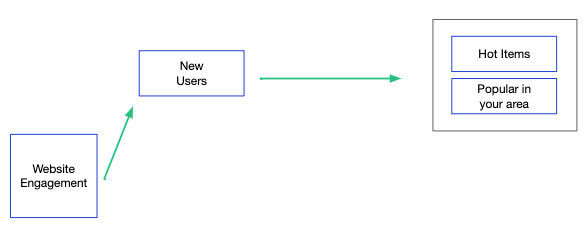 New
Users
Hot Items
Popular in
your area
Website
Engagement